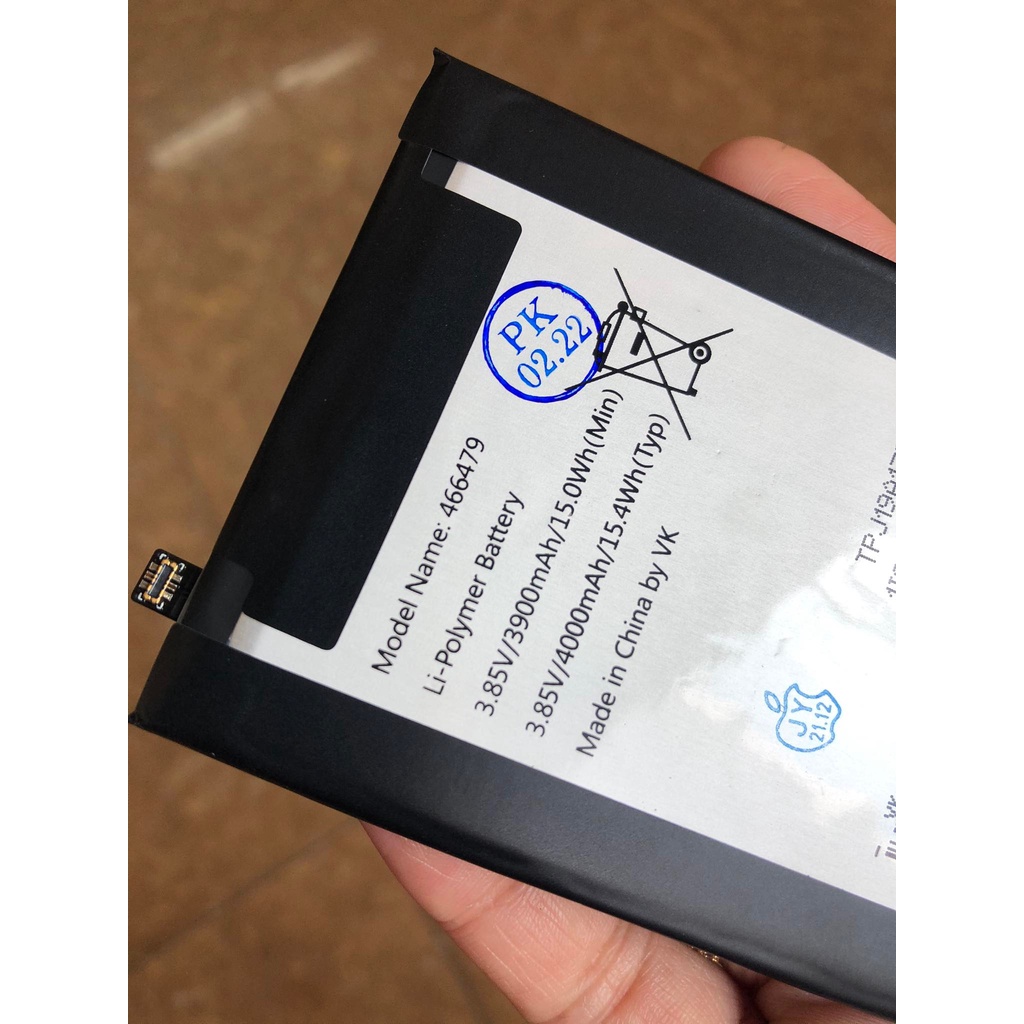 Model Name: 466479
Li-Polymer Battery
3.85V/3900mAh/15.0Wh(Min)
3.85V/4000mAh/15.4Wh(Typ)
Made in China by VK
PK
02.22
JY
21.12